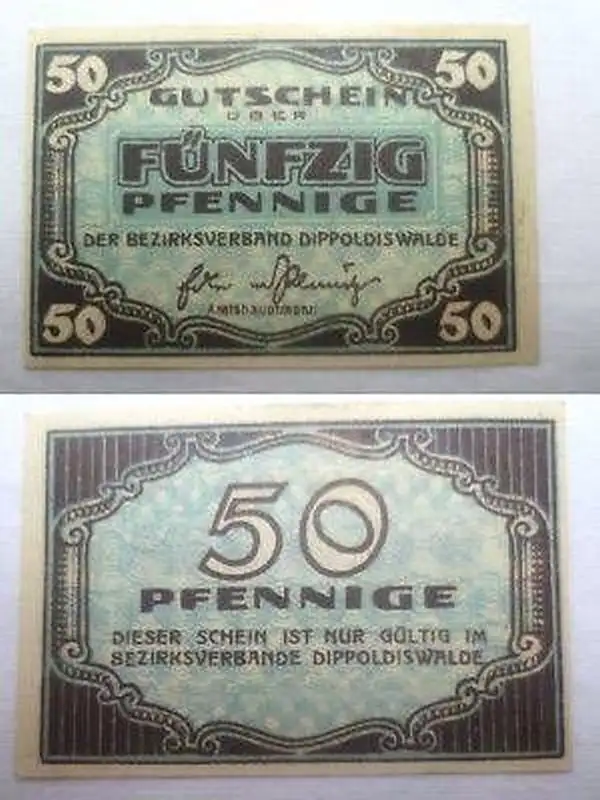 50 50
GUTSCHEIN
ÜBER
FÜNFZIG
PFENNIGE
DER BEZIRKSVERBAND DIPPOLDISWALDE
Amtshauptmann
50 50
50
PFENNIGE
DIESER SCHEIN IST NUR GÜLTIG IM
BEZIRKSVERBANDE DIPPOLDISWALDE